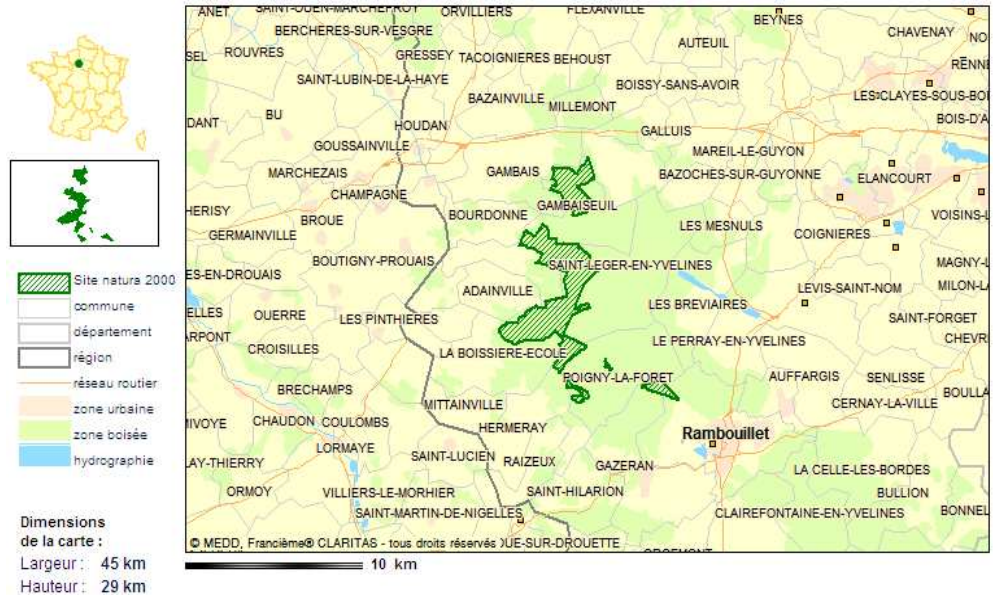 ANET SAINT-OUEN-MARCHEFROY ORVILLIERS FLEXANVILLE
BEYNES
BERCHERES-SUR-VESGRE CHAVENAY
AUTEUIL
SEL ROUVRES GRESSEY TACOIGNIERES BEHOUST
SAINT-LUBIN-DE-LA-HAYE BOISSY-SANS-AVOIR
BAZAINVILLE MILLEMONT LES CLAYES-SOUS-BOI
BU
DANT HOUDAN GALLUIS BOIS-D'A
GOUSSAINVILLE MAREIL-LE-GUYON
MARCHEZAIS GAMBAIS BAZOCHES-SUR-GUYONNE ELANCOURT
CHAMPAGNE
HERISY BROUE BOURDONNE GAMBAISEUIL VOISINS-L
GERMAINVILLE LES MESNULS COIGNIERES
ES-EN-DROUAIS BOUTIGNY-PROUAIS SAINT-LEGER-EN-YVELINES MAGNY-L
ADAINVILLE LEVIS-SAINT-NOM MILON-LA
ELLES OUERRE LES PINTHIERES LES BREVIAIRES SAINT-FORGET
ARPONT CROISILLES LA BOISSIERE-ECOLE LE PERRAY-EN-YVELINES CHEVR
BRECHAMPS POIGNY-LA-FORET AUFFARGIS SENLISSE BOULLA
MITTAINVILLE CERNAY-LA-VILLE
IVOYE CHAUDON COULOMBS HERMERAY Rambouillet
LORMAYE
LAY-THIERRY SAINT-LUCIEN RAIZEUX GAZERAN LA CELLE-LES-BORDES
ORMOY VILLIERS-LE-MORHIER SAINT-HILARION BULLION
SAINT-MARTIN-DE-NIGELLES CLAIREFONTAINE-EN-YVELINES BONNEL
© MEDD, Francième® CLARITAS - tous droits réservés OUE-SUR-DROUETTE
10 km
Site natura 2000
commune
département
région
réseau routier
zone urbaine
zone boisée
hydrographie
Dimensions
de la carte :
Largeur : 45 km
Hauteur : 29 km